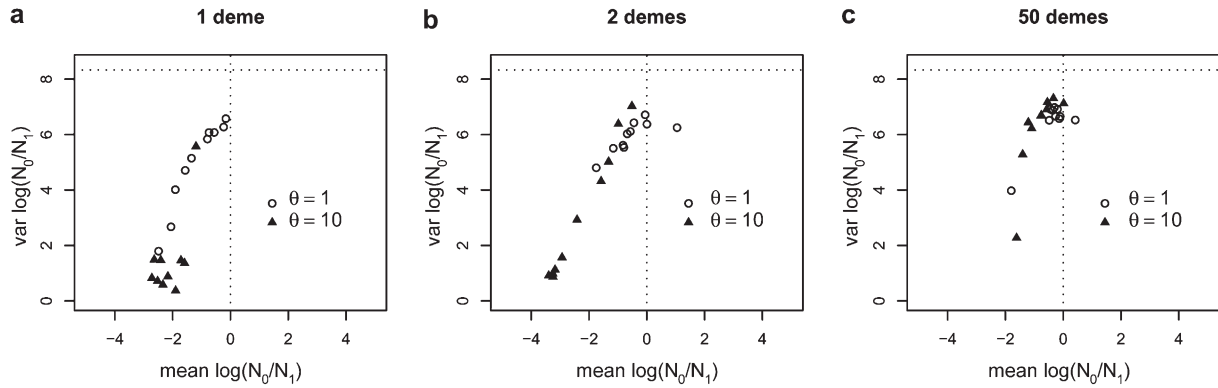 a
1 deme
var log(N₀/N₁)
8
6
4
2
0
θ = 1
θ = 10
−4 −2 0 2 4
mean log(N₀/N₁)
b
2 demes
var log(N₀/N₁)
8
6
4
2
0
θ = 1
θ = 10
−4 −2 0 2 4
mean log(N₀/N₁)
c
50 demes
var log(N₀/N₁)
8
6
4
2
0
θ = 1
θ = 10
−4 −2 0 2 4
mean log(N₀/N₁)